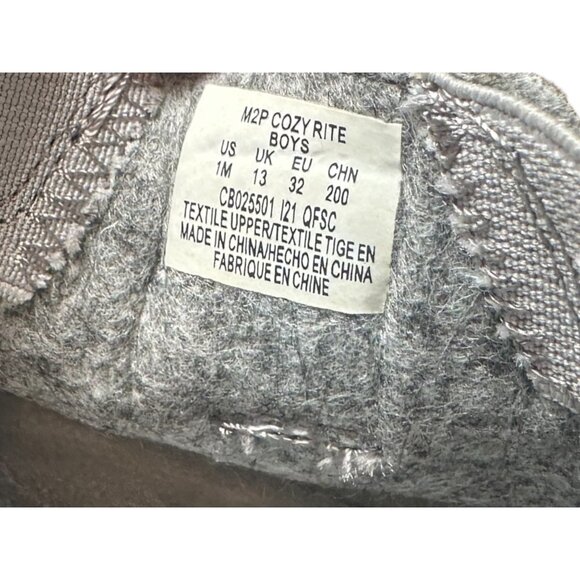 M2P COZY RITE
BOYS
US UK EU CHN
1M 13 32 200
CB025501 I21 QFSC
TEXTILE UPPER/TEXTILE TIGE EN
MADE IN CHINA/HECHO EN CHINA
FABRIQUE EN CHINE